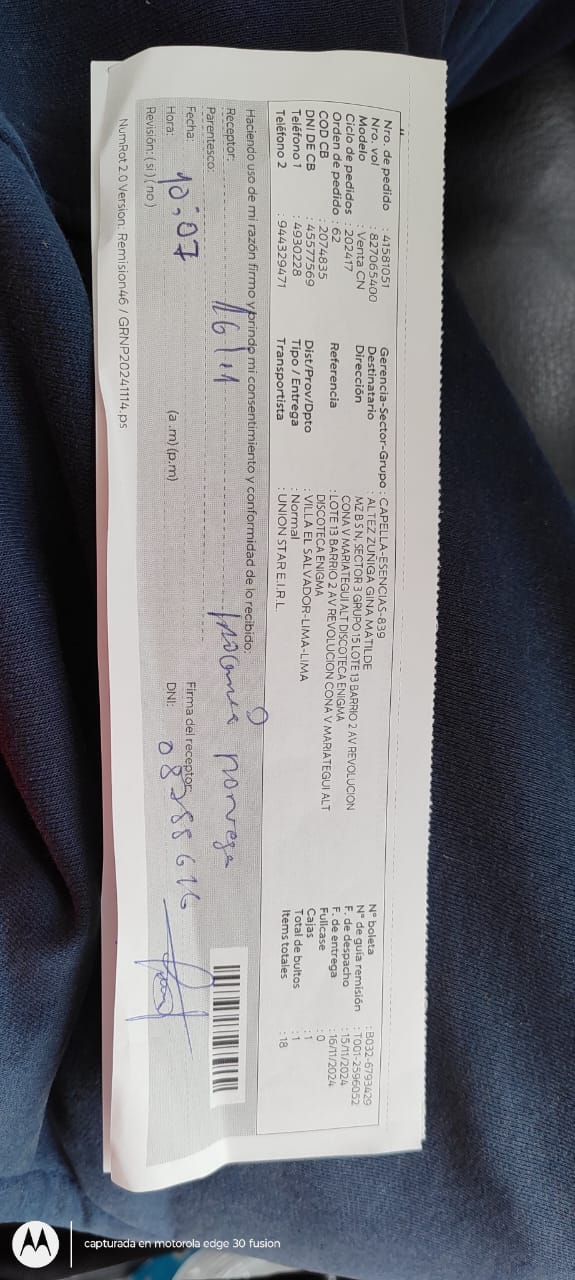 Nro. de pedido : 41581051
Nro. vol : 827065400
Modelo : Venta CN
Ciclo de pedidos : 202417
Orden de pedido : 62
COD CB : 2074835
DNI DE CB : 45577569
Teléfono 1 : 4930228
Teléfono 2 : 944329471
Gerencia-Sector-Grupo : CAPELLA-ESENCIAS-839
Destinatario : ALTEZ ZUÑIGA GINA MATILDE
Dirección : MZ B S N, SECTOR 3 GRUPO 15 LOTE 13 BARRIO 2 AV REVOLUCION
CONA V MARIATEGUI ALT DISCOTECA ENIGMA
Referencia : LOTE 13 BARRIO 2 AV REVOLUCION CONA V MARIATEGUI ALT
DISCOTECA ENIGMA
Dist/Prov/Dpto : VILLA EL SALVADOR-LIMA-LIMA
Tipo / Entrega : Normal
Transportista : UNION STAR E.I.R.L
N° boleta : B032-6793429
N° de guía remisión : T001-2596052
F. de despacho : 15/11/2024
F. de entrega : 16/11/2024
Fullcase : 0
Cajas : 1
Total de bultos : 1
Items totales : 18
Haciendo uso de mi razón firmo y brindo mi consentimiento y conformidad de lo recibido:
Receptor:
Parentesco: 16/11
Fecha: Firma del receptor:
Hora: 10:07 (a .m) (p.m) DNI: 08288616
Revisión: ( si ) ( no )
NumRot 2.0 Version: Remision46 / GRNP20241114.ps
capturada en motorola edge 30 fusion